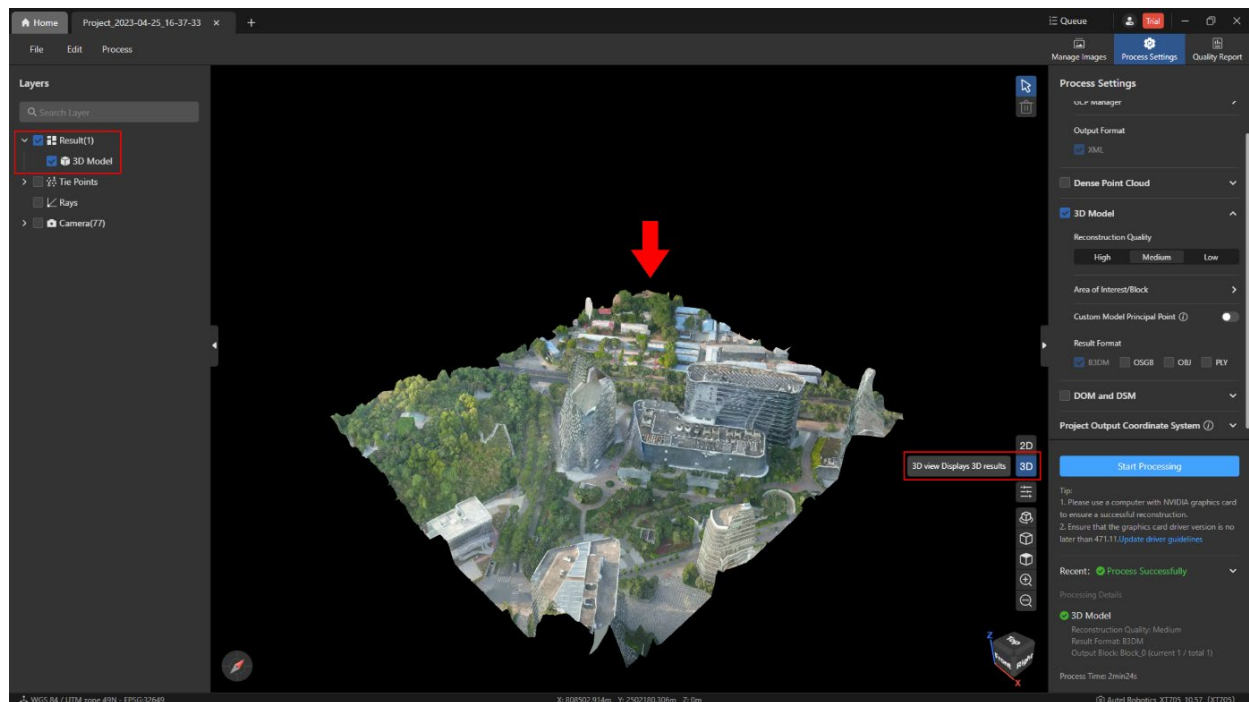 Home
Project_2023-04-25_16-37-33
Queue
Trial
File Edit Process
Manage Images Process Settings Quality Report
Layers
Search Layer
Result(1)
3D Model
Tie Points
Rays
Camera(77)
2D
3D view Displays 3D results 3D
Top
Front Right
Z
X
Process Settings
GCP Manager
Output Format
XML
Dense Point Cloud
3D Model
Reconstruction Quality
High Medium Low
Area of Interest/Block
Custom Model Principal Point
Result Format
B3DM OSGB OBJ PLY
DOM and DSM
Project Output Coordinate System
Start Processing
Tip:
1. Please use a computer with NVIDIA graphics card
to ensure a successful reconstruction.
2. Ensure that the graphics card driver version is no
later than 471.11.Update driver guidelines
Recent: Process Successfully
Processing Details
3D Model
Reconstruction Quality: Medium
Result Format: B3DM
Output Block: Block_0 (current 1 / total 1)
Process Time: 2min24s
WGS 84 / UTM zone 49N - EPSG:32649
X: 808502.914m Y: 2502180.306m Z: 0m
Autel Robotics XT705_10.57 (XT705)